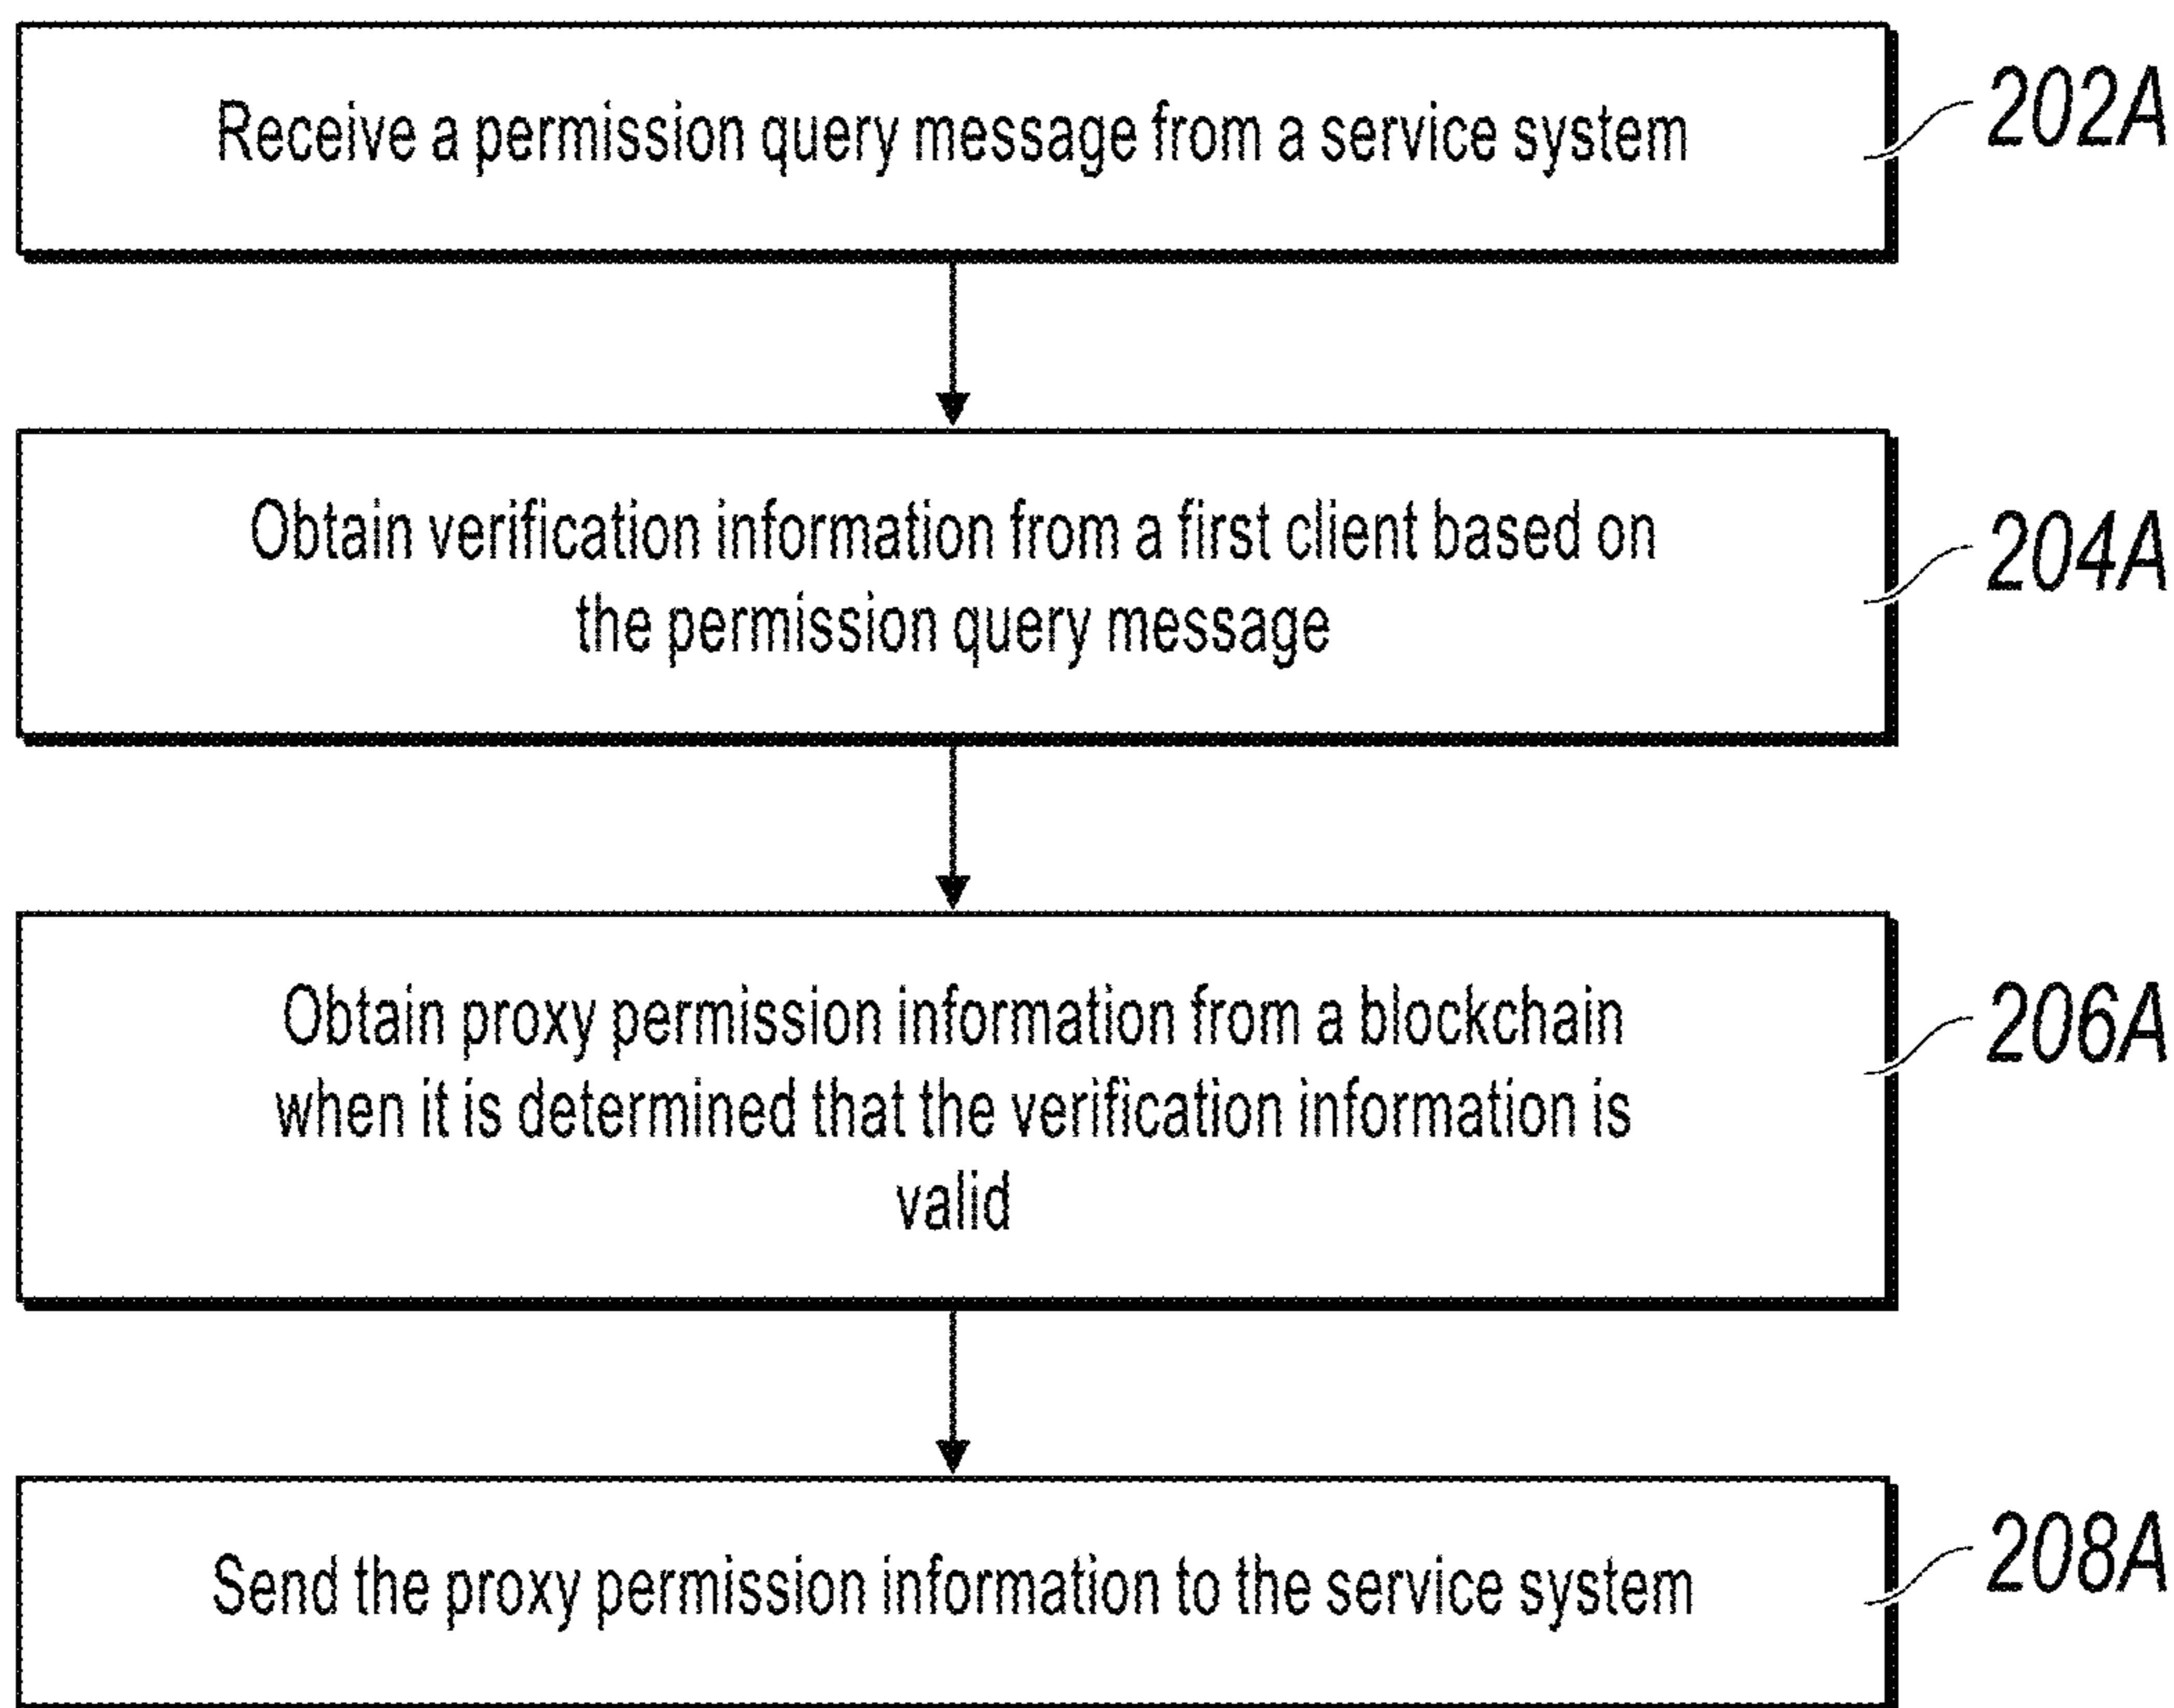 Receive a permission query message from a service system
202A
Obtain verification information from a first client based on
the permission query message
204A
Obtain proxy permission information from a blockchain
when it is determined that the verification information is
valid
206A
Send the proxy permission information to the service system
208A